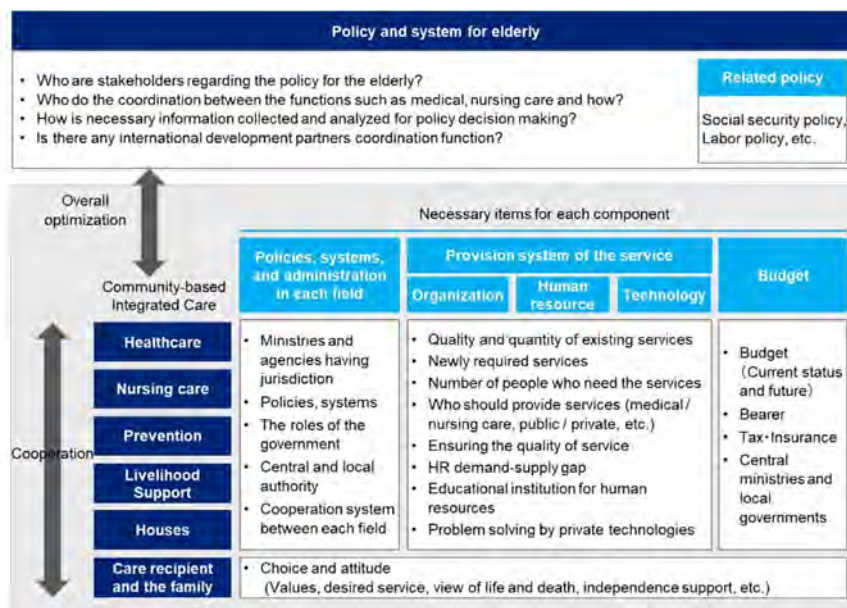 Policy and system for elderly
• Who are stakeholders regarding the policy for the elderly?
• Who do the coordination between the functions such as medical, nursing care and how?
• How is necessary information collected and analyzed for policy decision making?
• Is there any international development partners coordination function?
Related policy
Social security policy,
Labor policy, etc.
Overall
optimization
Necessary items for each component
Community-based
Integrated Care
Policies, systems,
and administration
in each field
Provision system of the service
Organization
Human
resource
Technology
Budget
Cooperation
Healthcare
Nursing care
Prevention
Livelihood
Support
Houses
• Ministries and
agencies having
jurisdiction
• Policies, systems
• The roles of the
government
• Central and local
authority
• Cooperation system
between each field
• Quality and quantity of existing services
• Newly required services
• Number of people who need the services
• Who should provide services (medical /
nursing care, public / private, etc.)
• Ensuring the quality of service
• HR demand-supply gap
• Educational institution for human
resources
• Problem solving by private technologies
• Budget
（Current status
and future）
• Bearer
• Tax・Insurance
• Central
ministries and
local
governments
Care recipient
and the family
• Choice and attitude
(Values, desired service, view of life and death, independence support, etc.)